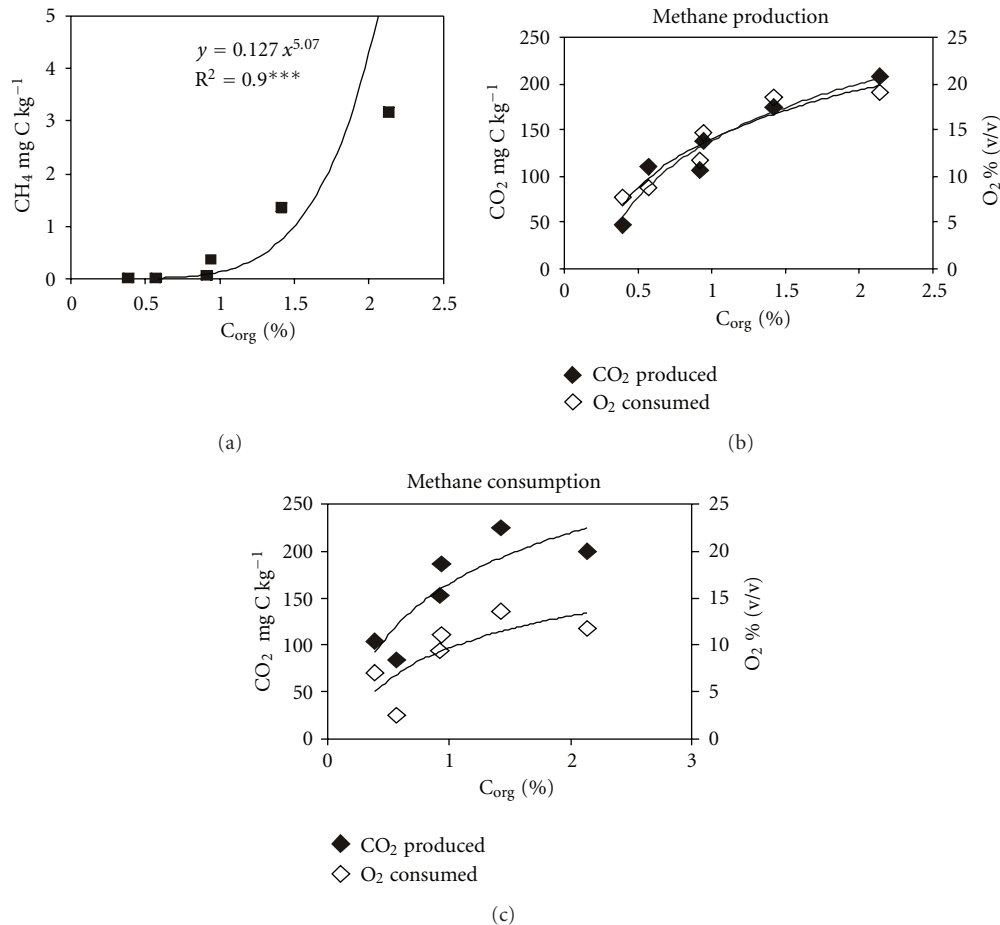 5
4
3
2
1
0
CH₄ mg C kg⁻¹
y = 0.127 x^5.07
R² = 0.9***
0 0.5 1 1.5 2 2.5
C_org (%)
(a)
Methane production
250
200
150
100
50
0
CO₂ mg C kg⁻¹
25
20
15
10
5
0
O₂ % (v/v)
0 0.5 1 1.5 2 2.5
C_org (%)
CO₂ produced
O₂ consumed
(b)
Methane consumption
250
200
150
100
50
0
CO₂ mg C kg⁻¹
25
20
15
10
5
0
O₂ % (v/v)
0 1 2 3
C_org (%)
CO₂ produced
O₂ consumed
(c)